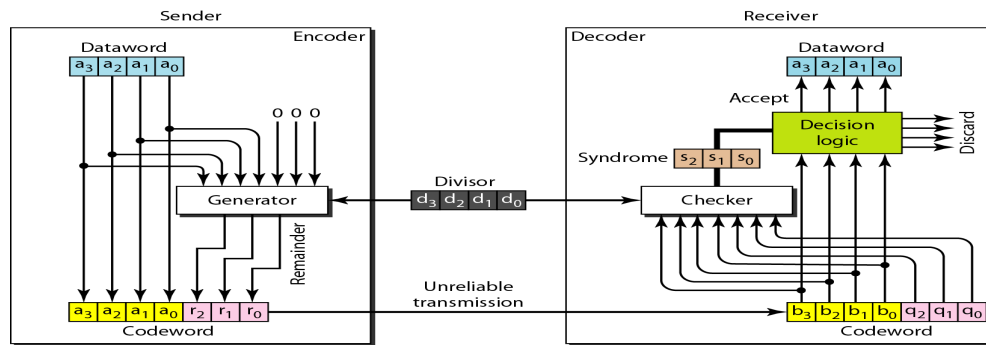 Sender
Receiver
Encoder
Decoder
Dataword
a3 a2 a1 a0
0 0 0
Generator
Remainder
a3 a2 a1 a0 r2 r1 r0
Codeword
Divisor
d3 d2 d1 d0
Unreliable
transmission
Dataword
a3 a2 a1 a0
Accept
Decision
logic
Discard
Syndrome
s2 s1 s0
Checker
b3 b2 b1 b0 q2 q1 q0
Codeword